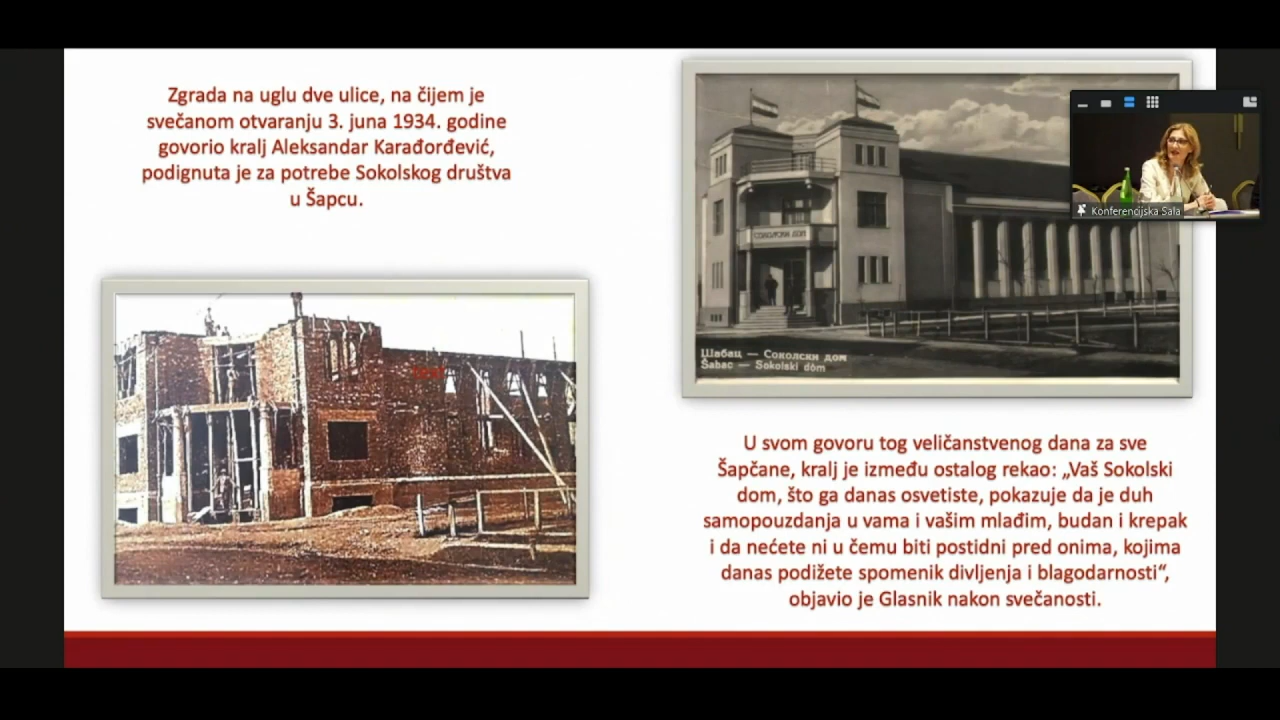 Zgrada na uglu dve ulice, na čijem je
svečanom otvaranju 3. juna 1934. godine
govorio kralj Aleksandar Karađorđević,
podignuta je za potrebe Sokolskog društva
u Šapcu.
СОКОЛСКИ ДОМ
Шабац — Соколски дом
Šabac — Sokolski dom
Konferencijska Sala
U svom govoru tog veličanstvenog dana za sve
Šapčane, kralj je između ostalog rekao: „Vaš Sokolski
dom, što ga danas osvetiste, pokazuje da je duh
samopouzdanja u vama i vašim mlađim, budan i krepak
i da nećete ni u čemu biti postidni pred onima, kojima
danas podižete spomenik divljenja i blagodarnosti“,
objavio je Glasnik nakon svečanosti.